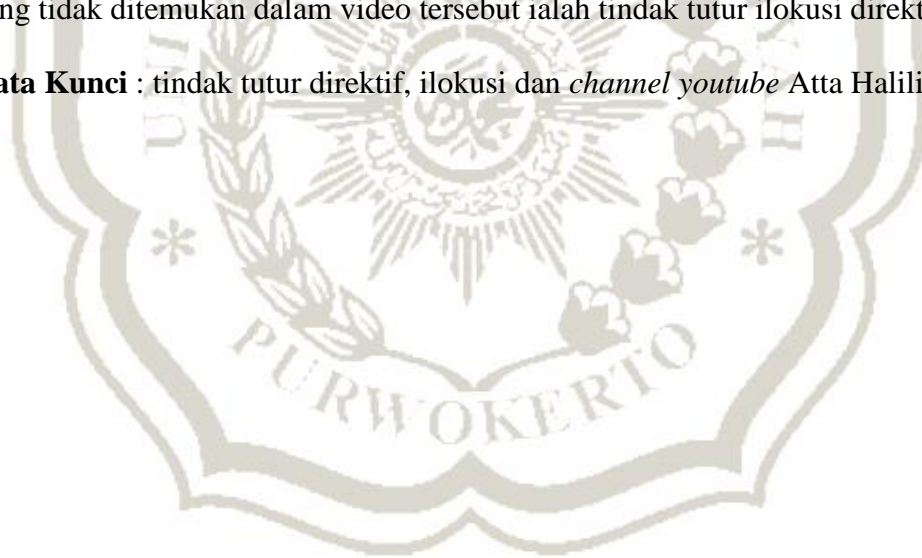 ng tidak ditemukan dalam video tersebut ialah tindak tutur ilokusi direkt
ata Kunci : tindak tutur direktif, ilokusi dan channel youtube Atta Halili
PURWOKERTO